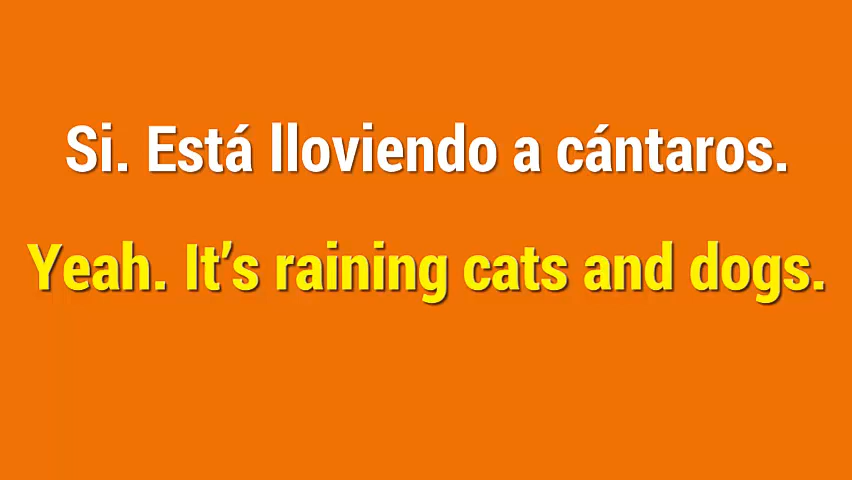 Si. Está lloviendo a cántaros.
Yeah. It’s raining cats and dogs.